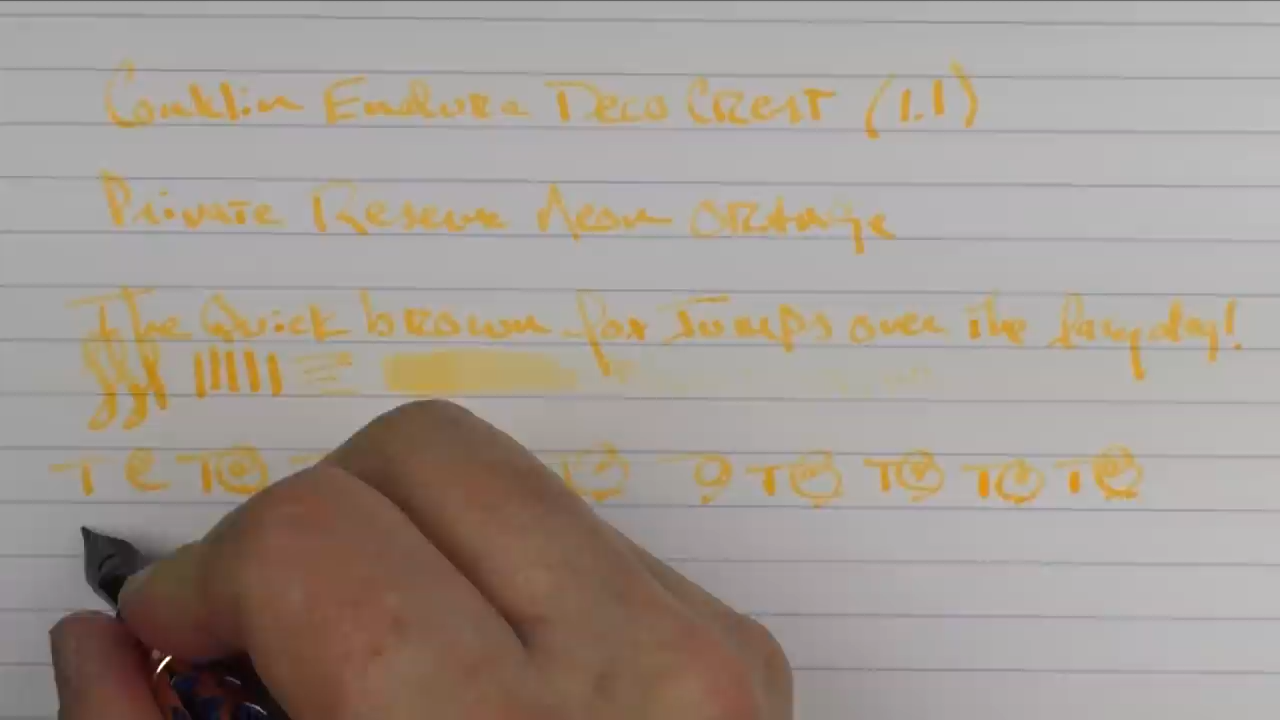 Conklin Endura Deco Crest (1.1)
Private Reserve Neon Orange
The Quick brown fox Jumps over the lazy dog!
T e T e T T e T e T e T e T e